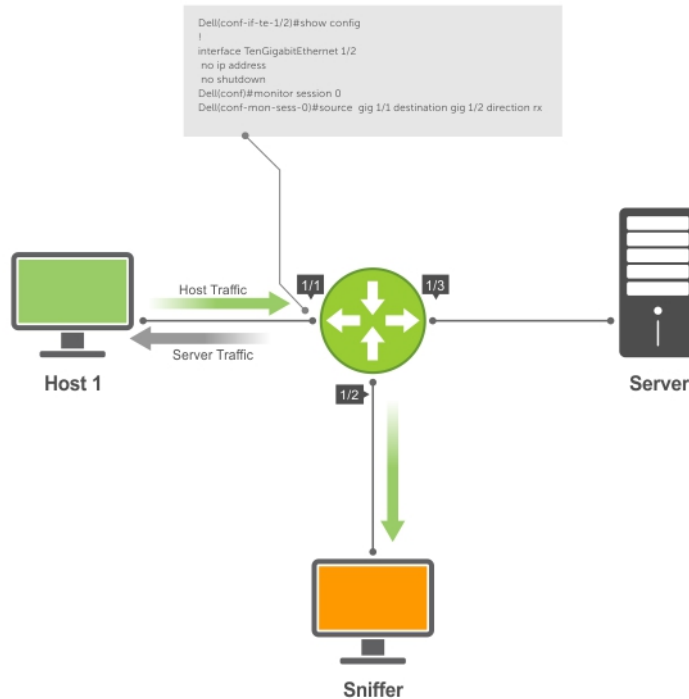 Dell(conf-if-te-1/2)#show config
!
interface TenGigabitEthernet 1/2
no ip address
no shutdown
Dell(conf)#monitor session 0
Dell(conf-mon-sess-0)#source gig 1/1 destination gig 1/2 direction rx
Host Traffic
1/1
1/3
Server Traffic
Host 1
Server
1/2
Sniffer